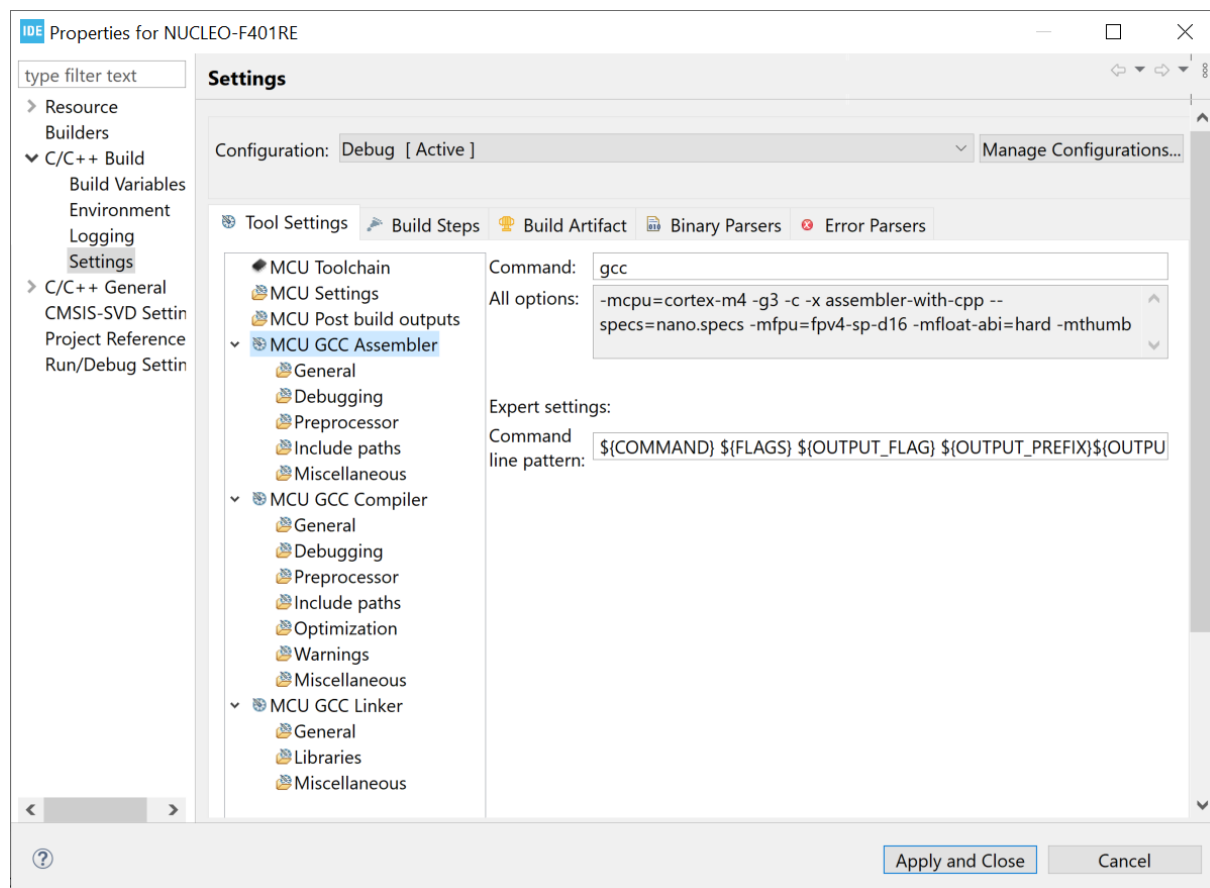 IDE Properties for NUCLEO-F401RE
type filter text
Resource
Builders
C/C++ Build
Build Variables
Environment
Logging
Settings
C/C++ General
CMSIS-SVD Settin
Project Reference
Run/Debug Settin
Settings
Configuration: Debug [ Active ] Manage Configurations...
Tool Settings Build Steps Build Artifact Binary Parsers Error Parsers
MCU Toolchain
MCU Settings
MCU Post build outputs
MCU GCC Assembler
General
Debugging
Preprocessor
Include paths
Miscellaneous
MCU GCC Compiler
General
Debugging
Preprocessor
Include paths
Optimization
Warnings
Miscellaneous
MCU GCC Linker
General
Libraries
Miscellaneous
Command: gcc
All options: -mcpu=cortex-m4 -g3 -c -x assembler-with-cpp --
specs=nano.specs -mfpu=fpv4-sp-d16 -mfloat-abi=hard -mthumb
Expert settings:
Command
line pattern: ${COMMAND} ${FLAGS} ${OUTPUT_FLAG} ${OUTPUT_PREFIX}${OUTPU
Apply and Close Cancel